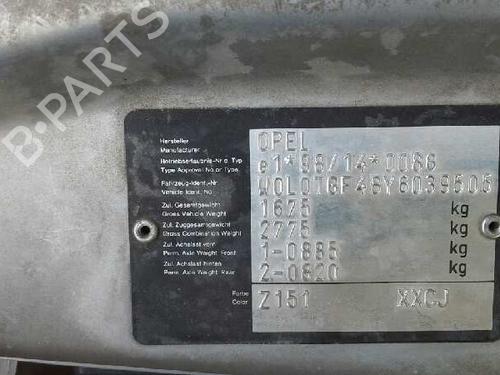 B-PARTS
Hersteller OPEL
Manufacturer
Betriebserlaubnis-Nr o. Typ e1*98/14*0086
Type Approval No or Type
Fahrzeug-Ident.-Nr. W0L0TGF48Y6039505
Vehicle Ident. No
Zul. Gesamtgewicht 1675 kg
Gross Vehicle Weight
Zul. Zuggesamtgewicht 2775 kg
Gross Combination Weight
Zul. Achslast vorn 1-0885 kg
Perm. Axle Weight Front
Zul. Achslast hinten 2-0820 kg
Perm. Axle Weight Rear
Farbe Z151 XXCJ
Color